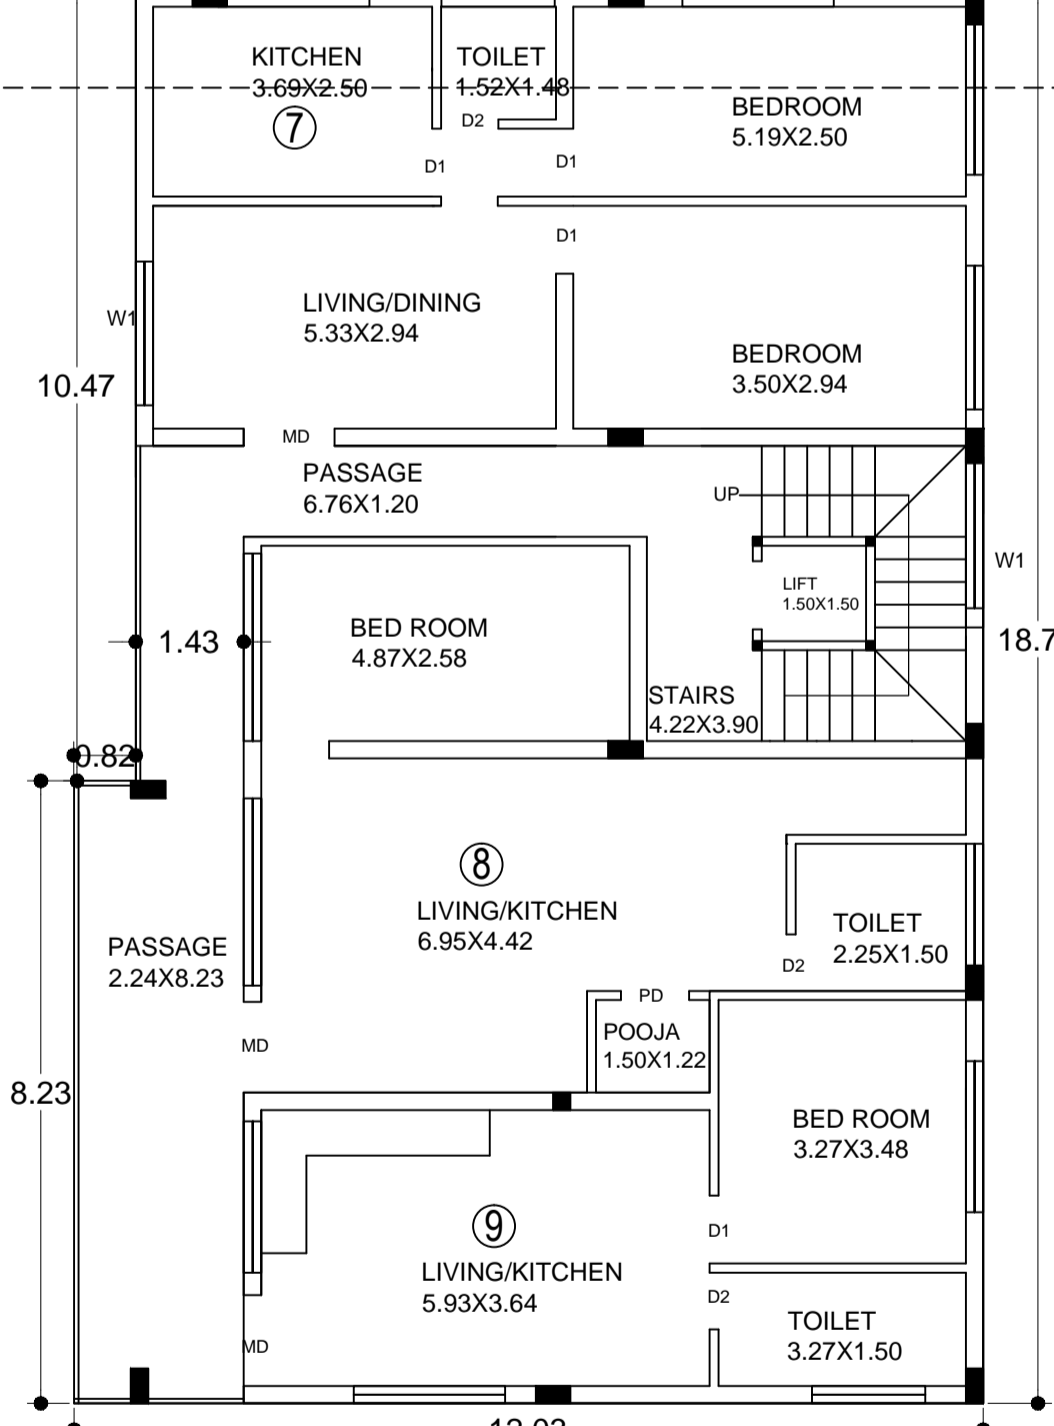 KITCHEN
3.69X2.50
7
TOILET
1.52X1.48
D2
D1
D1
BEDROOM
5.19X2.50
D1
W1
LIVING/DINING
5.33X2.94
BEDROOM
3.50X2.94
10.47
MD
PASSAGE
6.76X1.20
UP
LIFT
1.50X1.50
W1
1.43
BED ROOM
4.87X2.58
STAIRS
4.22X3.90
0.82
8
LIVING/KITCHEN
6.95X4.42
TOILET
2.25X1.50
D2
PASSAGE
2.24X8.23
PD
POOJA
1.50X1.22
MD
8.23
BED ROOM
3.27X3.48
9
LIVING/KITCHEN
5.93X3.64
D1
D2
TOILET
3.27X1.50
MD